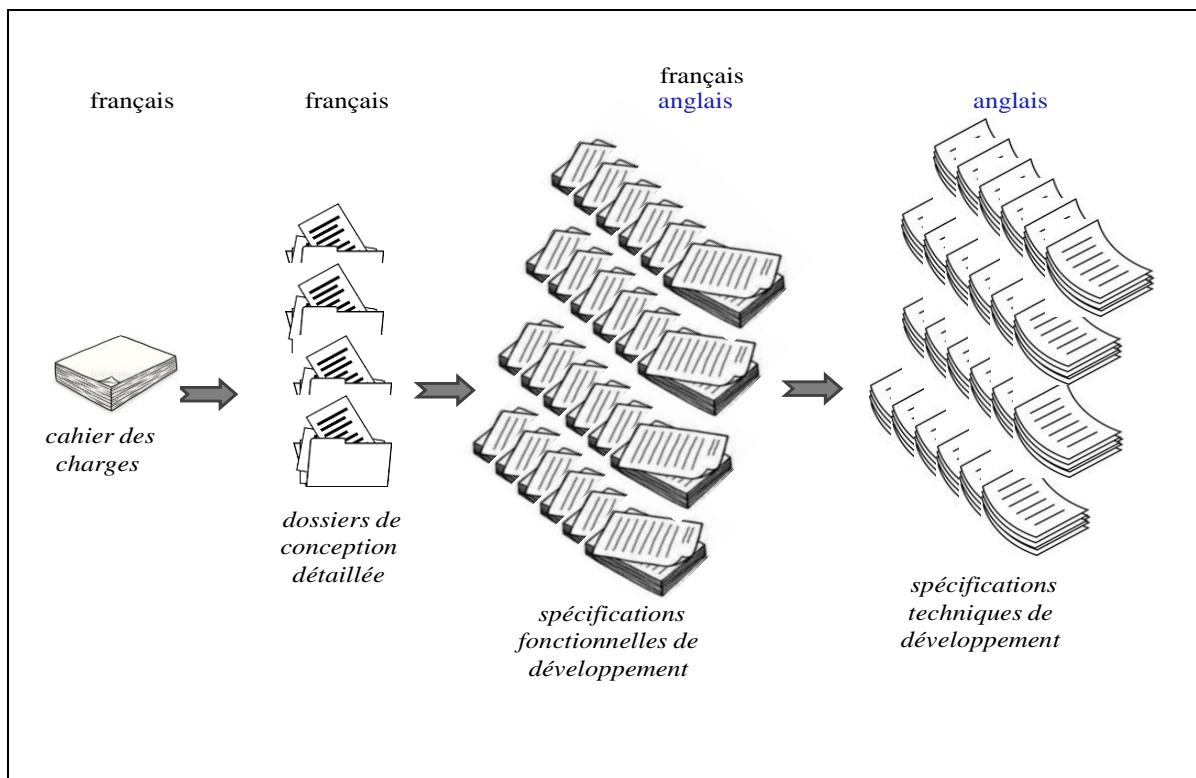 français
français
français
anglais
anglais
cahier des
charges
dossiers de
conception
détaillée
spécifications
fonctionnelles de
développement
spécifications
techniques de
développement